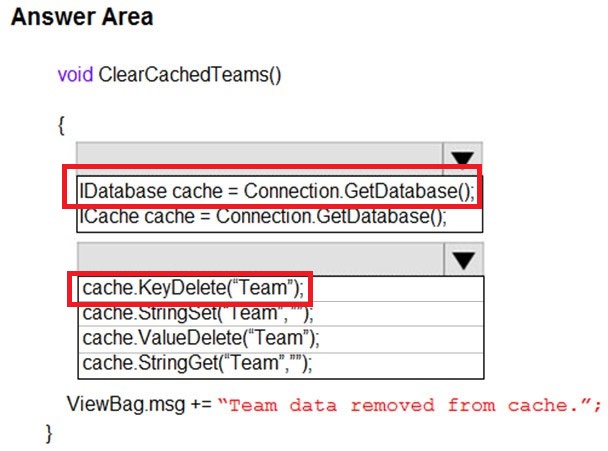 Answer Area
void ClearCachedTeams()
{
IDatabase cache = Connection.GetDatabase();
ICache cache = Connection.GetDatabase();
cache.KeyDelete(“Team”);
cache.StringSet(“Team”,””);
cache.ValueDelete(“Team”);
cache.StringGet(“Team”,””);
ViewBag.msg += “Team data removed from cache.”;
}